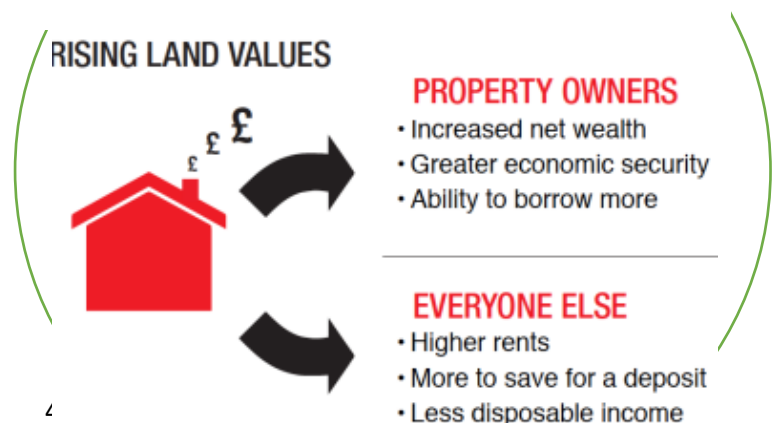 RISING LAND VALUES
£
£
£
PROPERTY OWNERS
• Increased net wealth
• Greater economic security
• Ability to borrow more
EVERYONE ELSE
• Higher rents
• More to save for a deposit
• Less disposable income